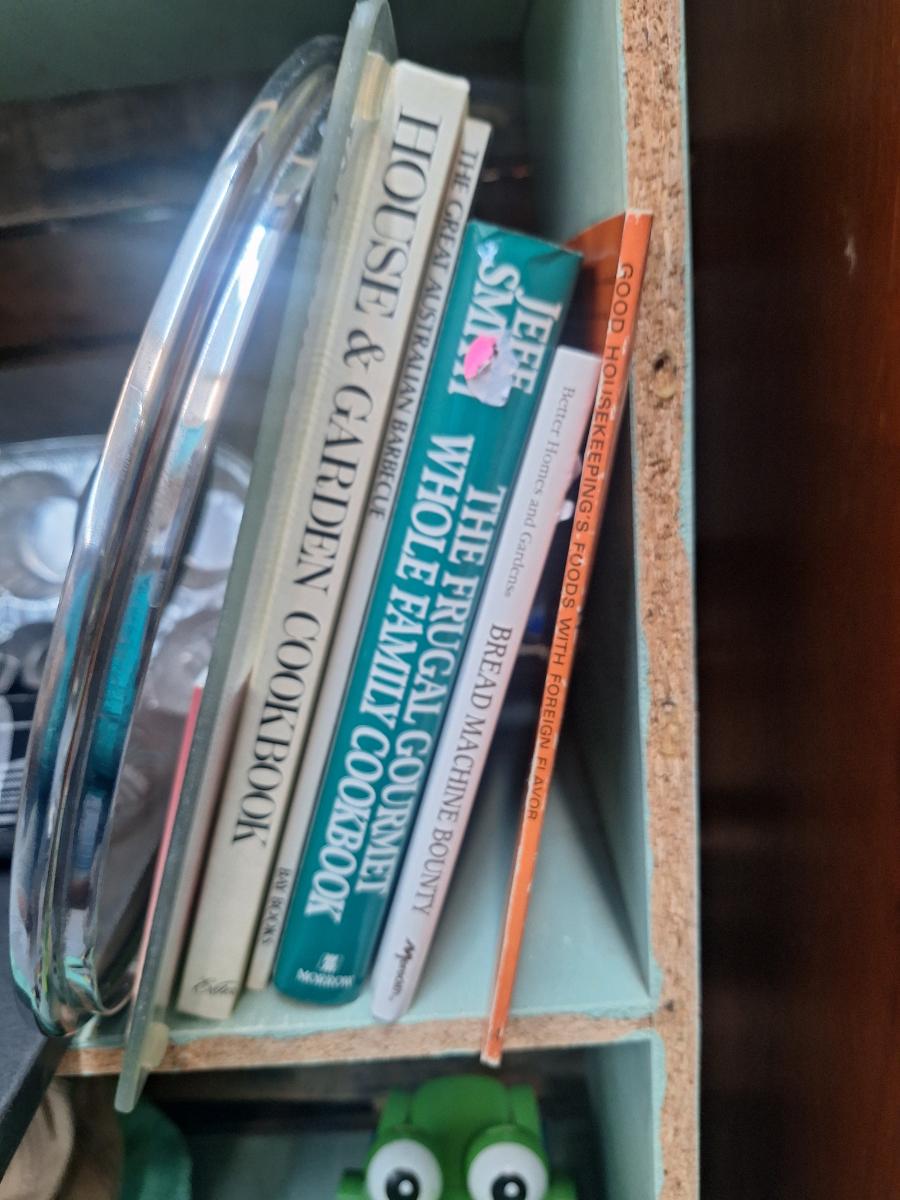 HOUSE & GARDEN COOKBOOK
THE GREAT AUSTRALIAN BARBECUE
BAY BOOKS
JEFF
SMITH
THE FRUGAL GOURMET
WHOLE FAMILY COOKBOOK
MORROW
Better Homes and Gardens®
BREAD MACHINE BOUNTY
GOOD HOUSEKEEPING'S FOODS WITH FOREIGN FLAVOR